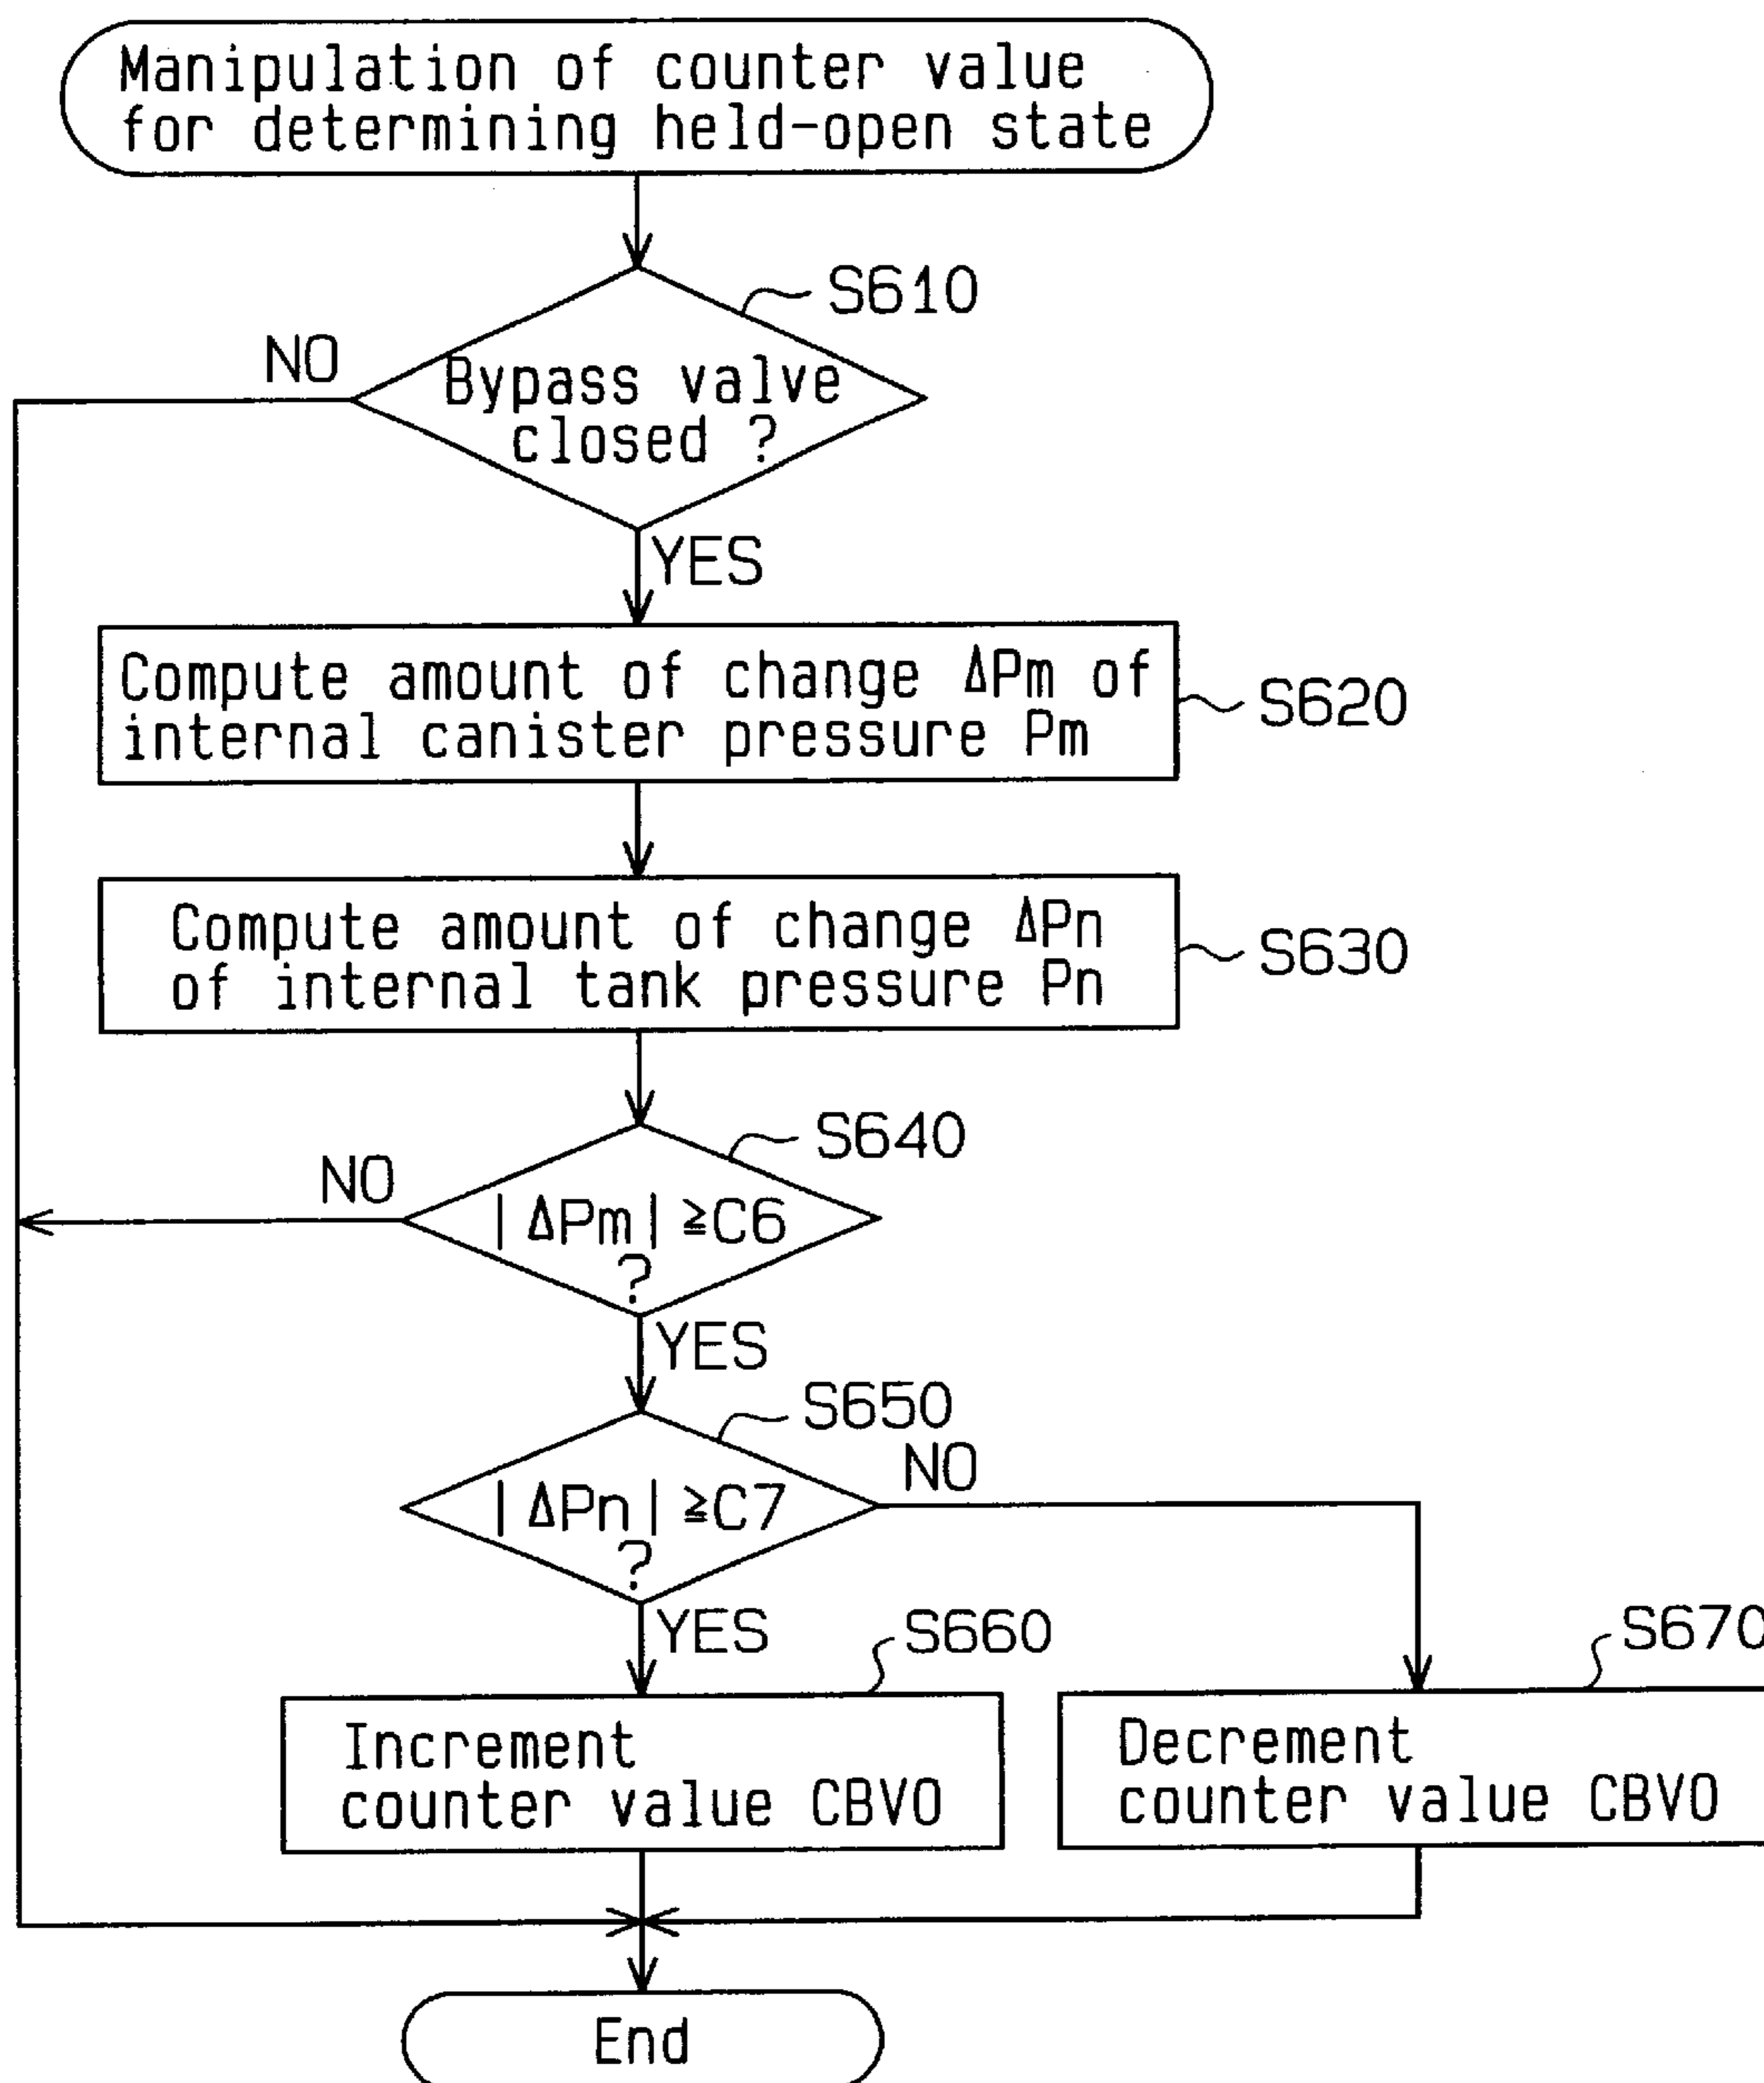 Manipulation of counter value
for determining held-open state
S610
NO
Bypass valve
closed ?
YES
Compute amount of change ΔPm of
internal canister pressure Pm
S620
Compute amount of change ΔPn
of internal tank pressure Pn
S630
S640
NO
|ΔPm| ≧C6
?
YES
S650
NO
|ΔPn| ≧C7
?
YES
S660
S670
Increment
counter value CBVO
Decrement
counter value CBVO
End